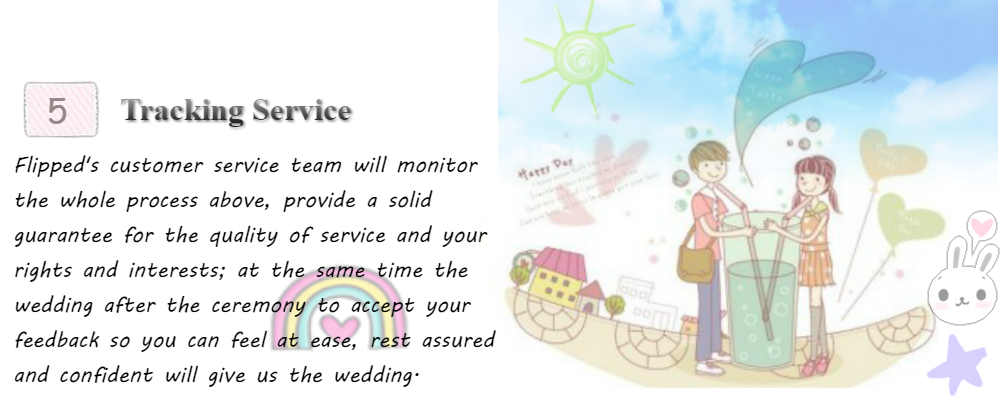 5
Tracking Service
Flipped's customer service team will monitor
the whole process above, provide a solid
guarantee for the quality of service and your
rights and interests; at the same time the
wedding after the ceremony to accept your
feedback so you can feel at ease, rest assured
and confident will give us the wedding.
Happy Day